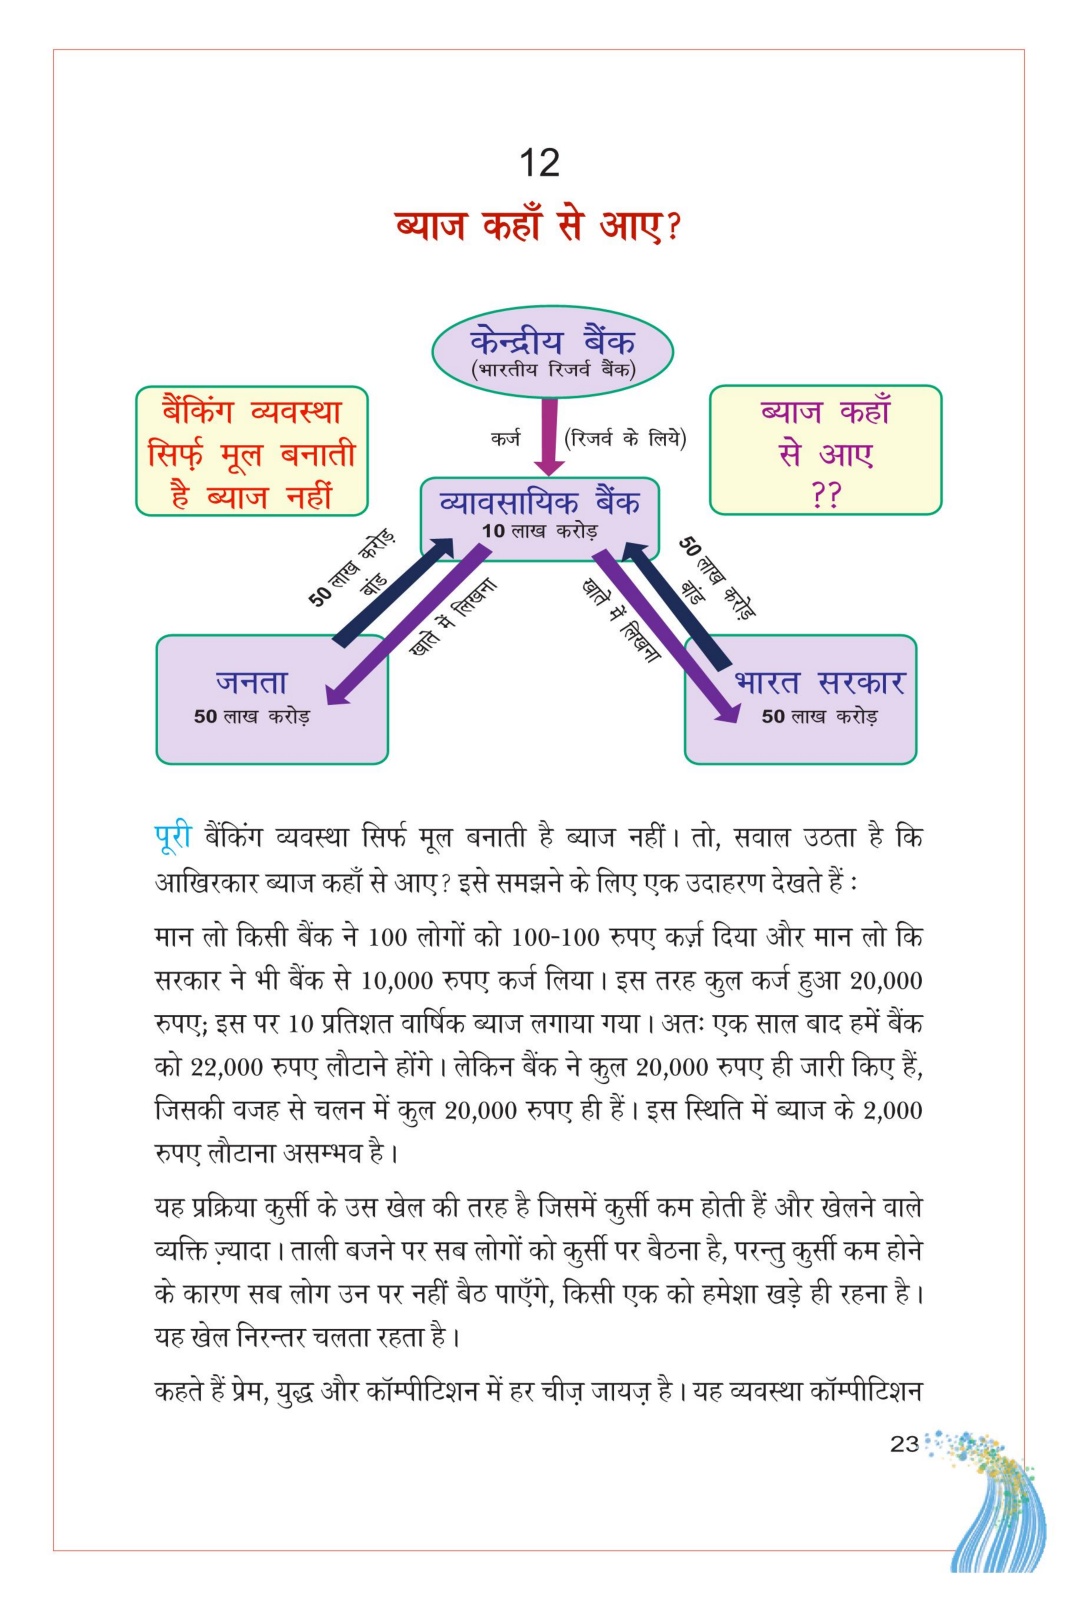 12
ब्याज कहाँ से आए?
केन्द्रीय बैंक
(भारतीय रिजर्व बैंक)
बैंकिंग व्यवस्था
सिर्फ़ मूल बनाती
है ब्याज नहीं
ब्याज कहाँ
से आए
??
कर्ज (रिजर्व के लिये)
व्यावसायिक बैंक
10 लाख करोड़
50 लाख करोड़
बांड
खाते में लिखना
खाते में लिखना
50 लाख करोड़
बांड
जनता
50 लाख करोड़
भारत सरकार
50 लाख करोड़
पूरी बैंकिंग व्यवस्था सिर्फ मूल बनाती है ब्याज नहीं। तो, सवाल उठता है कि
आखिरकार ब्याज कहाँ से आए? इसे समझने के लिए एक उदाहरण देखते हैं :
मान लो किसी बैंक ने 100 लोगों को 100-100 रुपए कर्ज़ दिया और मान लो कि
सरकार ने भी बैंक से 10,000 रुपए कर्ज लिया। इस तरह कुल कर्ज हुआ 20,000
रुपए; इस पर 10 प्रतिशत वार्षिक ब्याज लगाया गया। अतः एक साल बाद हमें बैंक
को 22,000 रुपए लौटाने होंगे। लेकिन बैंक ने कुल 20,000 रुपए ही जारी किए हैं,
जिसकी वजह से चलन में कुल 20,000 रुपए ही हैं। इस स्थिति में ब्याज के 2,000
रुपए लौटाना असम्भव है।
यह प्रक्रिया कुर्सी के उस खेल की तरह है जिसमें कुर्सी कम होती हैं और खेलने वाले
व्यक्ति ज़्यादा। ताली बजने पर सब लोगों को कुर्सी पर बैठना है, परन्तु कुर्सी कम होने
के कारण सब लोग उन पर नहीं बैठ पाएँगे, किसी एक को हमेशा खड़े ही रहना है।
यह खेल निरन्तर चलता रहता है।
कहते हैं प्रेम, युद्ध और कॉम्पीटिशन में हर चीज़ जायज़ है। यह व्यवस्था कॉम्पीटिशन
23